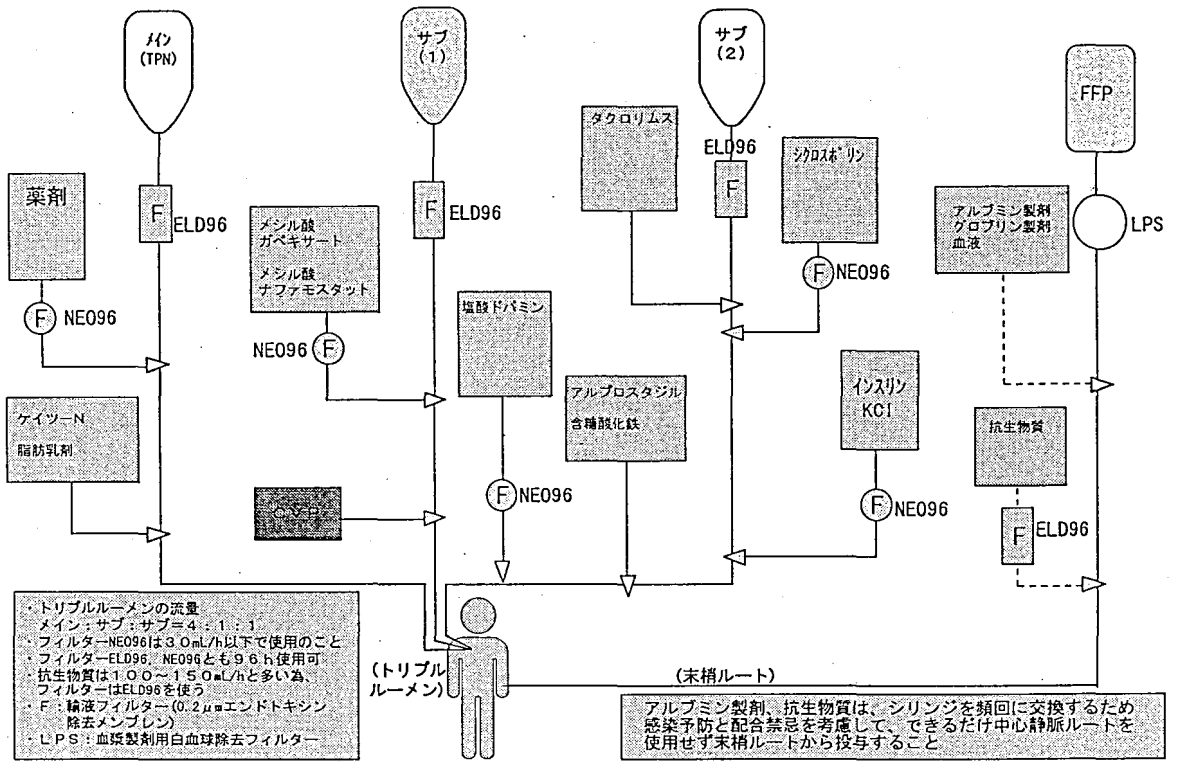 メイン
(TPN)
サブ
(1)
サブ
(2)
FFP
薬剤
F
ELD96
F
NEO96
ケイツーN
脂肪乳剤
F
ELD96
メシル酸
ガベキサート
メシル酸
ナファモスタット
NEO96
F
CVP
塩酸ドパミン
F
NEO96
タクロリムス
ELD96
F
シクロスポリン
F
NEO96
アルプロスタジル
含糖酸化鉄
インスリン
KCl
F
NEO96
アルブミン製剤
グロブリン製剤
血液
LPS
抗生物質
F
ELD96
・トリプルルーメンの流量
メイン:サブ:サブ=4:1:1
・フィルターNEO96は30mL/h以下で使用のこと
・フィルターELD96, NEO96とも96h使用可
・抗生物質は100~150mL/hと多い為、
フィルターはELD96を使う
・F:輸液フィルター(0.2μmエンドトキシン
除去メンブレン)
・LPS:血漿製剤用白血球除去フィルター
(トリプル
ルーメン)
(末梢ルート)
アルブミン製剤、抗生物質は、シリンジを頻回に交換するため
感染予防と配合禁忌を考慮して、できるだけ中心静脈ルートを
使用せず末梢ルートから投与すること